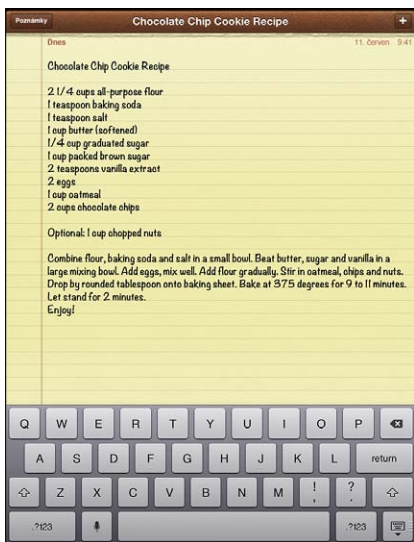 Poznámky
Chocolate Chip Cookie Recipe
+
Dnes
11. červen 9:41
Chocolate Chip Cookie Recipe
2 1/4 cups all-purpose flour
1 teaspoon baking soda
1 teaspoon salt
1 cup butter (softened)
1/4 cup graduated sugar
1 cup packed brown sugar
2 teaspoons vanilla extract
2 eggs
1 cup oatmeal
2 cups chocolate chips
Optional: 1 cup chopped nuts
Combine flour, baking soda and salt in a small bowl. Beat butter, sugar and vanilla in a
large mixing bowl. Add eggs, mix well. Add flour gradually. Stir in oatmeal, chips and nuts.
Drop by rounded tablespoon onto baking sheet. Bake at 375 degrees for 9 to 11 minutes.
Let stand for 2 minutes.
Enjoy!
Q W E R T Y U I O P
A S D F G H J K L return
Z X C V B N M ! , ? .
.?123 .?123